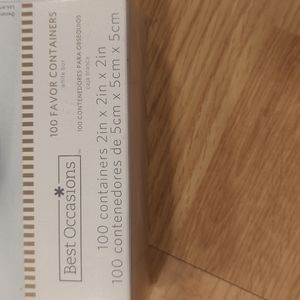 100 FAVOR CONTAINERS
white box
100 CONTENEDORES PARA OBSEQUIOS
caja blanca
Best Occasions™
100 containers 2in x 2in x 2in
100 contenedores de 5cm x 5cm x 5cm